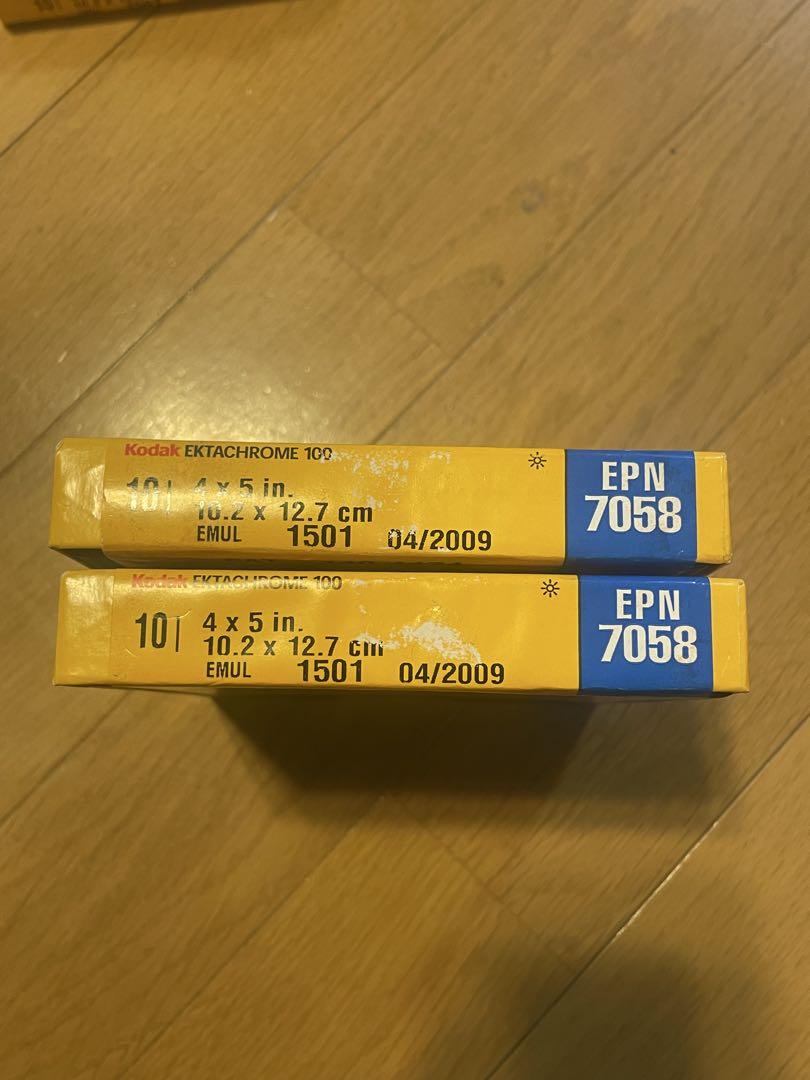 Kodak EKTACHROME 100
10 4 x 5 in.
10.2 x 12.7 cm
EMUL 1501 04/2009
EPN
7058
Kodak EKTACHROME 100
10 4 x 5 in.
10.2 x 12.7 cm
EMUL 1501 04/2009
EPN
7058